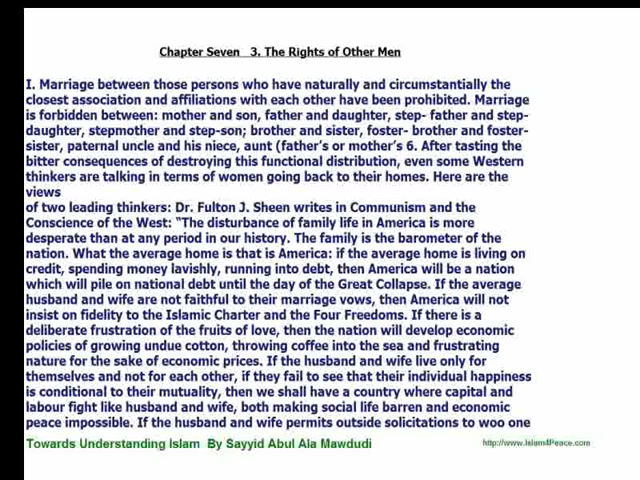 Chapter Seven   3. The Rights of Other Men
I. Marriage between those persons who have naturally and circumstantially the
closest association and affiliations with each other have been prohibited. Marriage
is forbidden between: mother and son, father and daughter, step- father and step-
daughter, stepmother and step-son; brother and sister, foster- brother and foster-
sister, paternal uncle and his niece, aunt (father's or mother's 6. After tasting the
bitter consequences of destroying this functional distribution, even some Western
thinkers are talking in terms of women going back to their homes. Here are the
views
of two leading thinkers: Dr. Fulton J. Sheen writes in Communism and the
Conscience of the West: "The disturbance of family life in America is more
desperate than at any period in our history. The family is the barometer of the
nation. What the average home is that is America: if the average home is living on
credit, spending money lavishly, running into debt, then America will be a nation
which will pile on national debt until the day of the Great Collapse. If the average
husband and wife are not faithful to their marriage vows, then America will not
insist on fidelity to the Islamic Charter and the Four Freedoms. If there is a
deliberate frustration of the fruits of love, then the nation will develop economic
policies of growing undue cotton, throwing coffee into the sea and frustrating
nature for the sake of economic prices. If the husband and wife live only for
themselves and not for each other, if they fail to see that their individual happiness
is conditional to their mutuality, then we shall have a country where capital and
labour fight like husband and wife, both making social life barren and economic
peace impossible. If the husband and wife permits outside solicitations to woo one
Towards Understanding Islam  By Sayyid Abul Ala Mawdudi
http://www.Islam4Peace.com